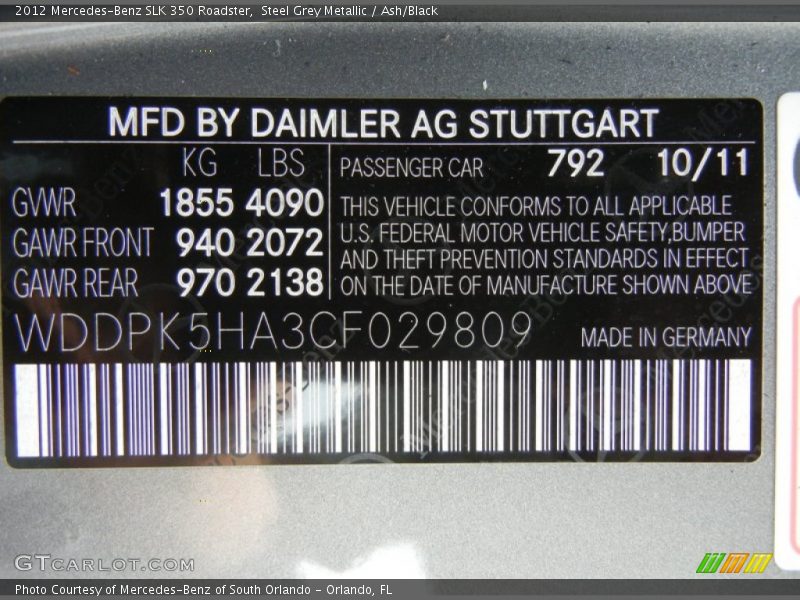 2012 Mercedes-Benz SLK 350 Roadster, Steel Grey Metallic / Ash/Black
MFD BY DAIMLER AG STUTTGART
KG LBS
GVWR 1855 4090
GAWR FRONT 940 2072
GAWR REAR 970 2138
PASSENGER CAR 792 10/11
THIS VEHICLE CONFORMS TO ALL APPLICABLE
U.S. FEDERAL MOTOR VEHICLE SAFETY,BUMPER
AND THEFT PREVENTION STANDARDS IN EFFECT
ON THE DATE OF MANUFACTURE SHOWN ABOVE
WDDPK5HA3CF029809
MADE IN GERMANY
GTCARLOT.COM
Photo Courtesy of Mercedes-Benz of South Orlando - Orlando, FL